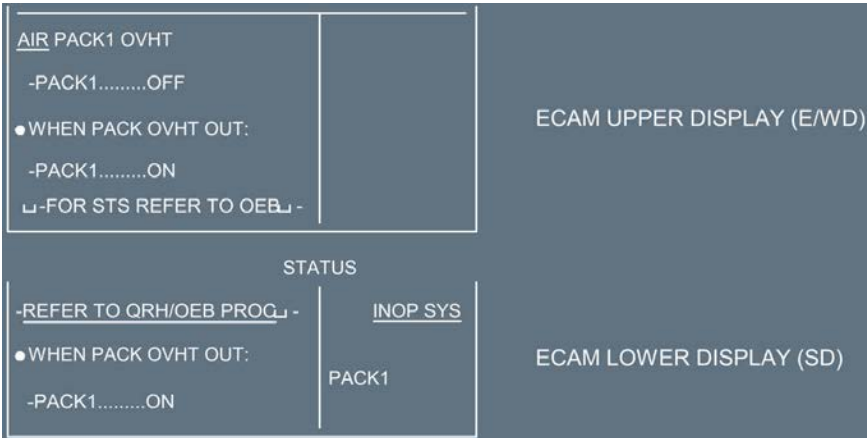 AIR PACK1 OVHT
-PACK1.........OFF
●WHEN PACK OVHT OUT:
-PACK1.........ON
⌴-FOR STS REFER TO OEB⌴-
ECAM UPPER DISPLAY (E/WD)
STATUS
-REFER TO QRH/OEB PROC⌴-
●WHEN PACK OVHT OUT:
-PACK1.........ON
INOP SYS
PACK1
ECAM LOWER DISPLAY (SD)